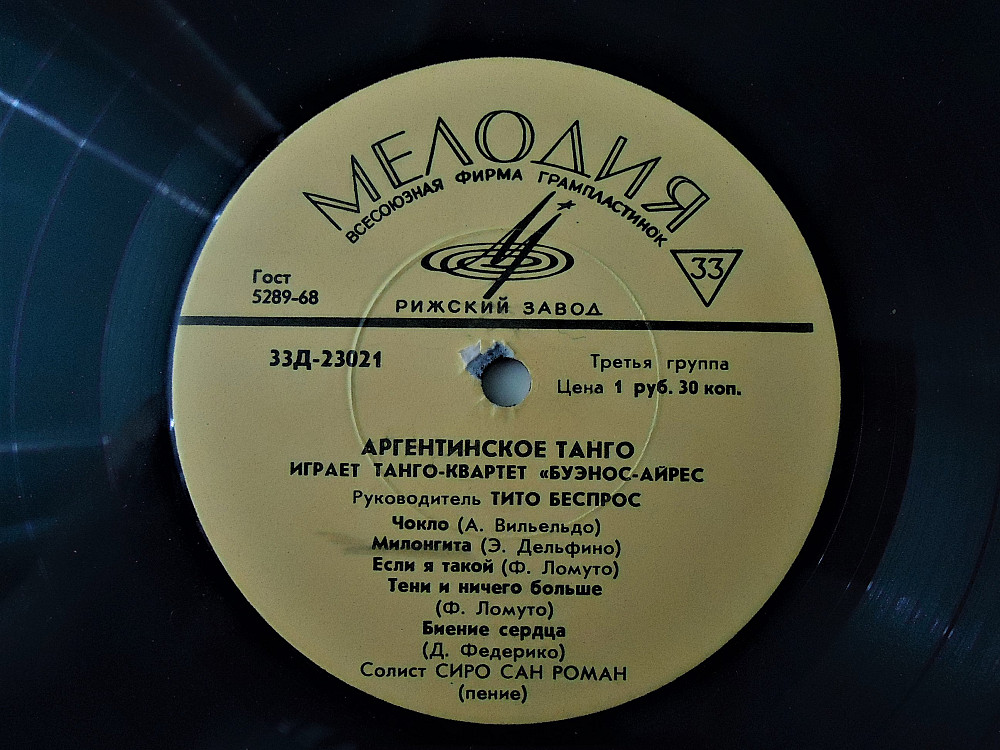 МЕЛОДИЯ
ВСЕСОЮЗНАЯ ФИРМА ГРАМПЛАСТИНОК
33
Гост
5289-68
РИЖСКИЙ ЗАВОД
33Д-23021
Третья группа
Цена 1 руб. 30 коп.
АРГЕНТИНСКОЕ ТАНГО
ИГРАЕТ ТАНГО-КВАРТЕТ «БУЭНОС-АЙРЕС
Руководитель ТИТО БЕСПРОС
Чокло (А. Вильельдо)
Милонгита (Э. Дельфино)
Если я такой (Ф. Ломуто)
Тени и ничего больше
(Ф. Ломуто)
Биение сердца
(Д. Федерико)
Солист СИРО САН РОМАН
(пение)